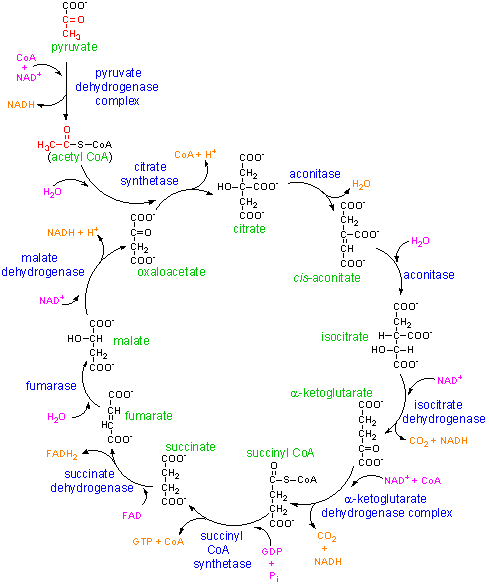 COO⁻
C=O
CH₃
pyruvate
CoA
+
NAD⁺
NADH
pyruvate
dehydrogenase
complex
O
H₃C–C–S–CoA
(acetyl CoA)
H₂O
citrate
synthetase
CoA + H⁺
COO⁻
C=O
CH₂
COO⁻
oxaloacetate
COO⁻
CH₂
HO–C–COO⁻
CH₂
COO⁻
citrate
aconitase
H₂O
COO⁻
CH₂
C–COO⁻
CH
COO⁻
cis-aconitate
H₂O
aconitase
isocitrate
COO⁻
CH₂
H–C–COO⁻
HO–C–H
COO⁻
NAD⁺
isocitrate
dehydrogenase
CO₂ + NADH
α-ketoglutarate
COO⁻
CH₂
CH₂
C=O
COO⁻
NAD⁺ + CoA
α-ketoglutarate
dehydrogenase complex
CO₂
+
NADH
succinyl CoA
O
C–S–CoA
CH₂
CH₂
COO⁻
GDP
+
Pᵢ
succinyl
CoA
synthetase
GTP + CoA
succinate
COO⁻
CH₂
CH₂
COO⁻
FAD
succinate
dehydrogenase
FADH₂
fumarate
COO⁻
CH
HC
COO⁻
H₂O
fumarase
malate
COO⁻
HO–CH
CH₂
COO⁻
NAD⁺
malate
dehydrogenase
NADH + H⁺